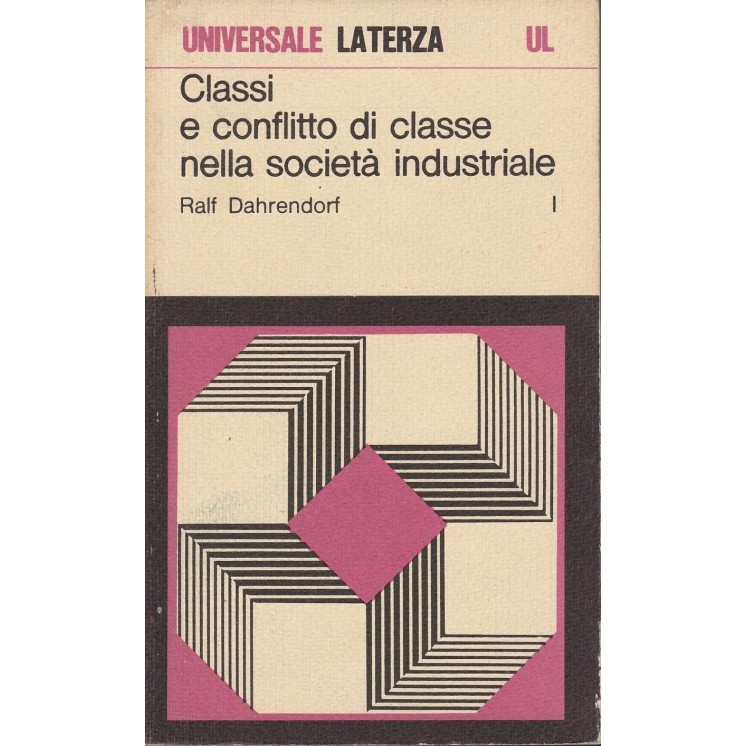 UNIVERSALE LATERZA UL
Classi
e conflitto di classe
nella società industriale
Ralf Dahrendorf I